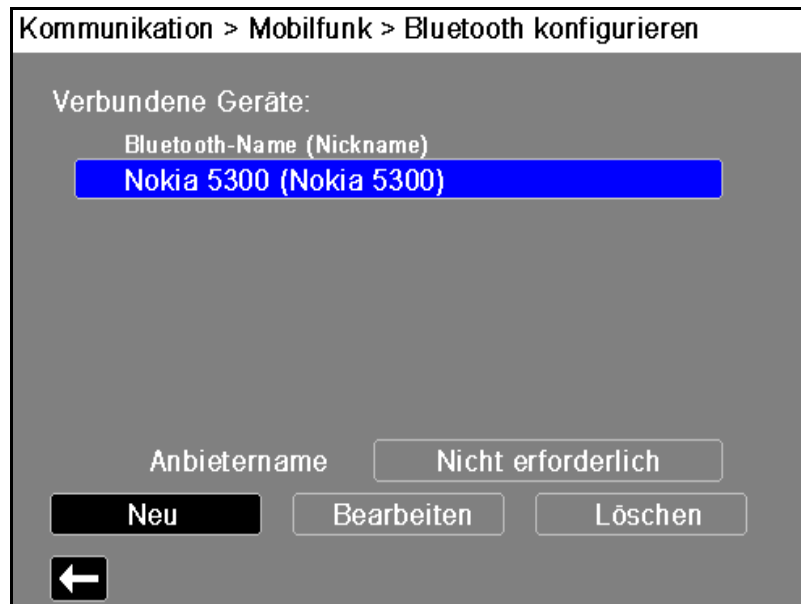 Kommunikation > Mobilfunk > Bluetooth konfigurieren
Verbundene Geräte:
Bluetooth-Name (Nickname)
Nokia 5300 (Nokia 5300)
Anbietername Nicht erforderlich
Neu Bearbeiten Löschen